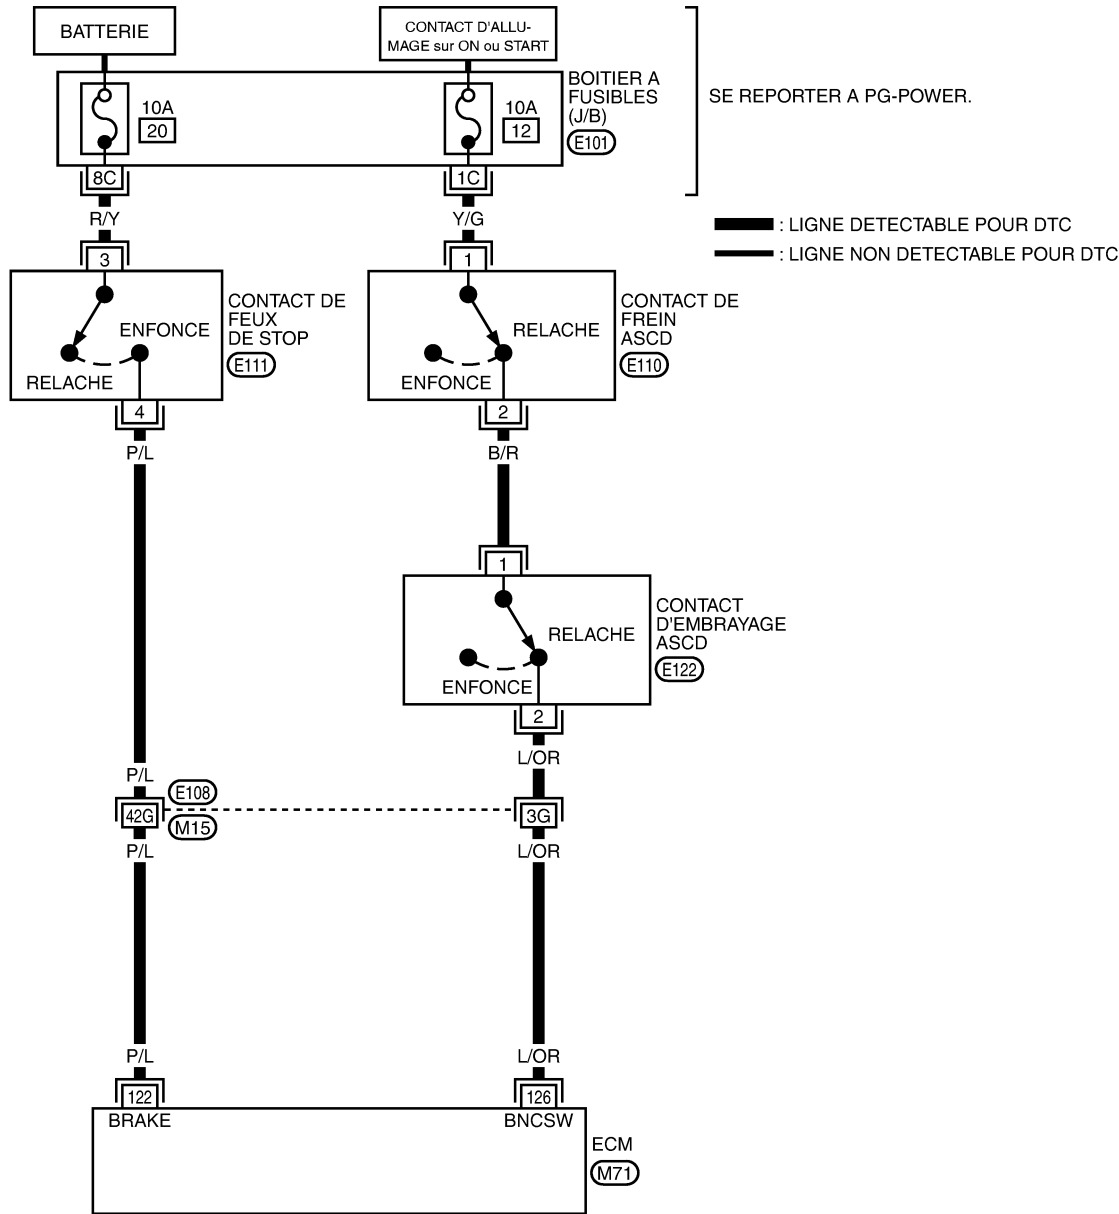 BATTERIE
CONTACT D'ALLU-
MAGE sur ON ou START
10A
20
10A
12
BOITIER A
FUSIBLES
(J/B)
E101
SE REPORTER A PG-POWER.
8C
1C
R/Y
Y/G
: LIGNE DETECTABLE POUR DTC
: LIGNE NON DETECTABLE POUR DTC
3
1
ENFONCE
RELACHE
CONTACT DE
FEUX
DE STOP
E111
RELACHE
ENFONCE
CONTACT DE
FREIN
ASCD
E110
4
2
P/L
B/R
1
RELACHE
ENFONCE
CONTACT
D'EMBRAYAGE
ASCD
E122
2
L/OR
P/L
E108
42G
3G
M15
P/L
L/OR
P/L
L/OR
122
126
BRAKE
BNCSW
ECM
M71